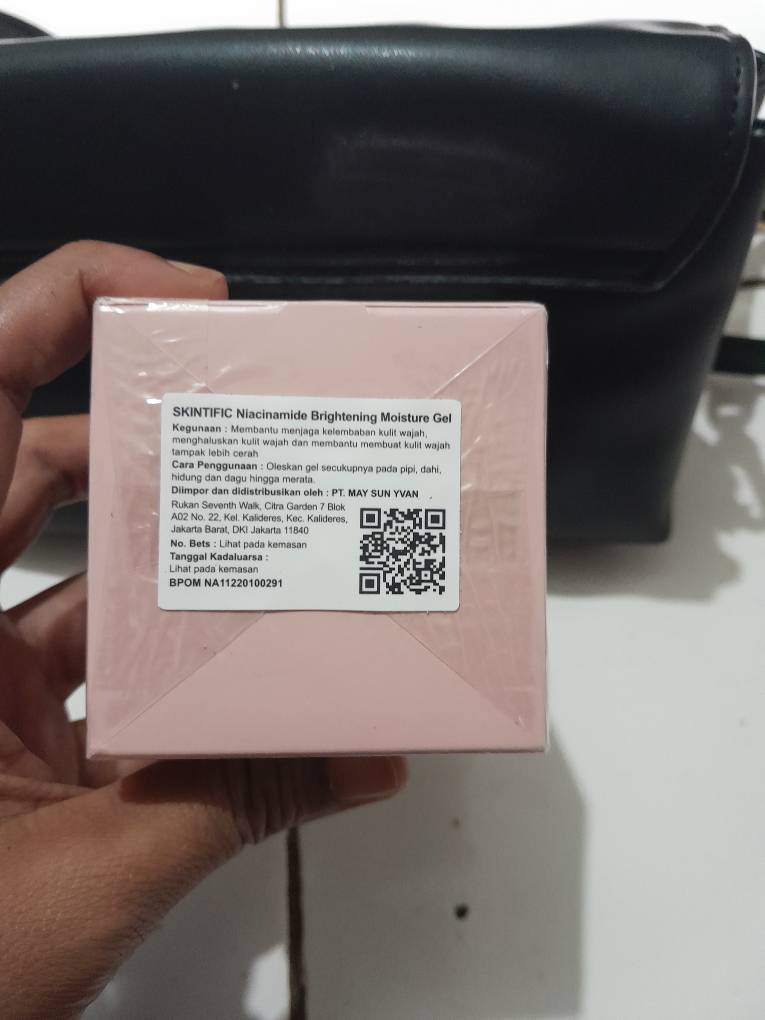 SKINTIFIC Niacinamide Brightening Moisture Gel
Kegunaan : Membantu menjaga kelembaban kulit wajah,
menghaluskan kulit wajah dan membantu membuat kulit wajah
tampak lebih cerah
Cara Penggunaan : Oleskan gel secukupnya pada pipi, dahi,
hidung dan dagu hingga merata.
Diimpor dan didistribusikan oleh : PT. MAY SUN YVAN
Rukan Seventh Walk, Citra Garden 7 Blok
A02 No. 22, Kel. Kalideres, Kec. Kalideres,
Jakarta Barat, DKI Jakarta 11840
No. Bets : Lihat pada kemasan
Tanggal Kadaluarsa :
Lihat pada kemasan
BPOM NA11220100291